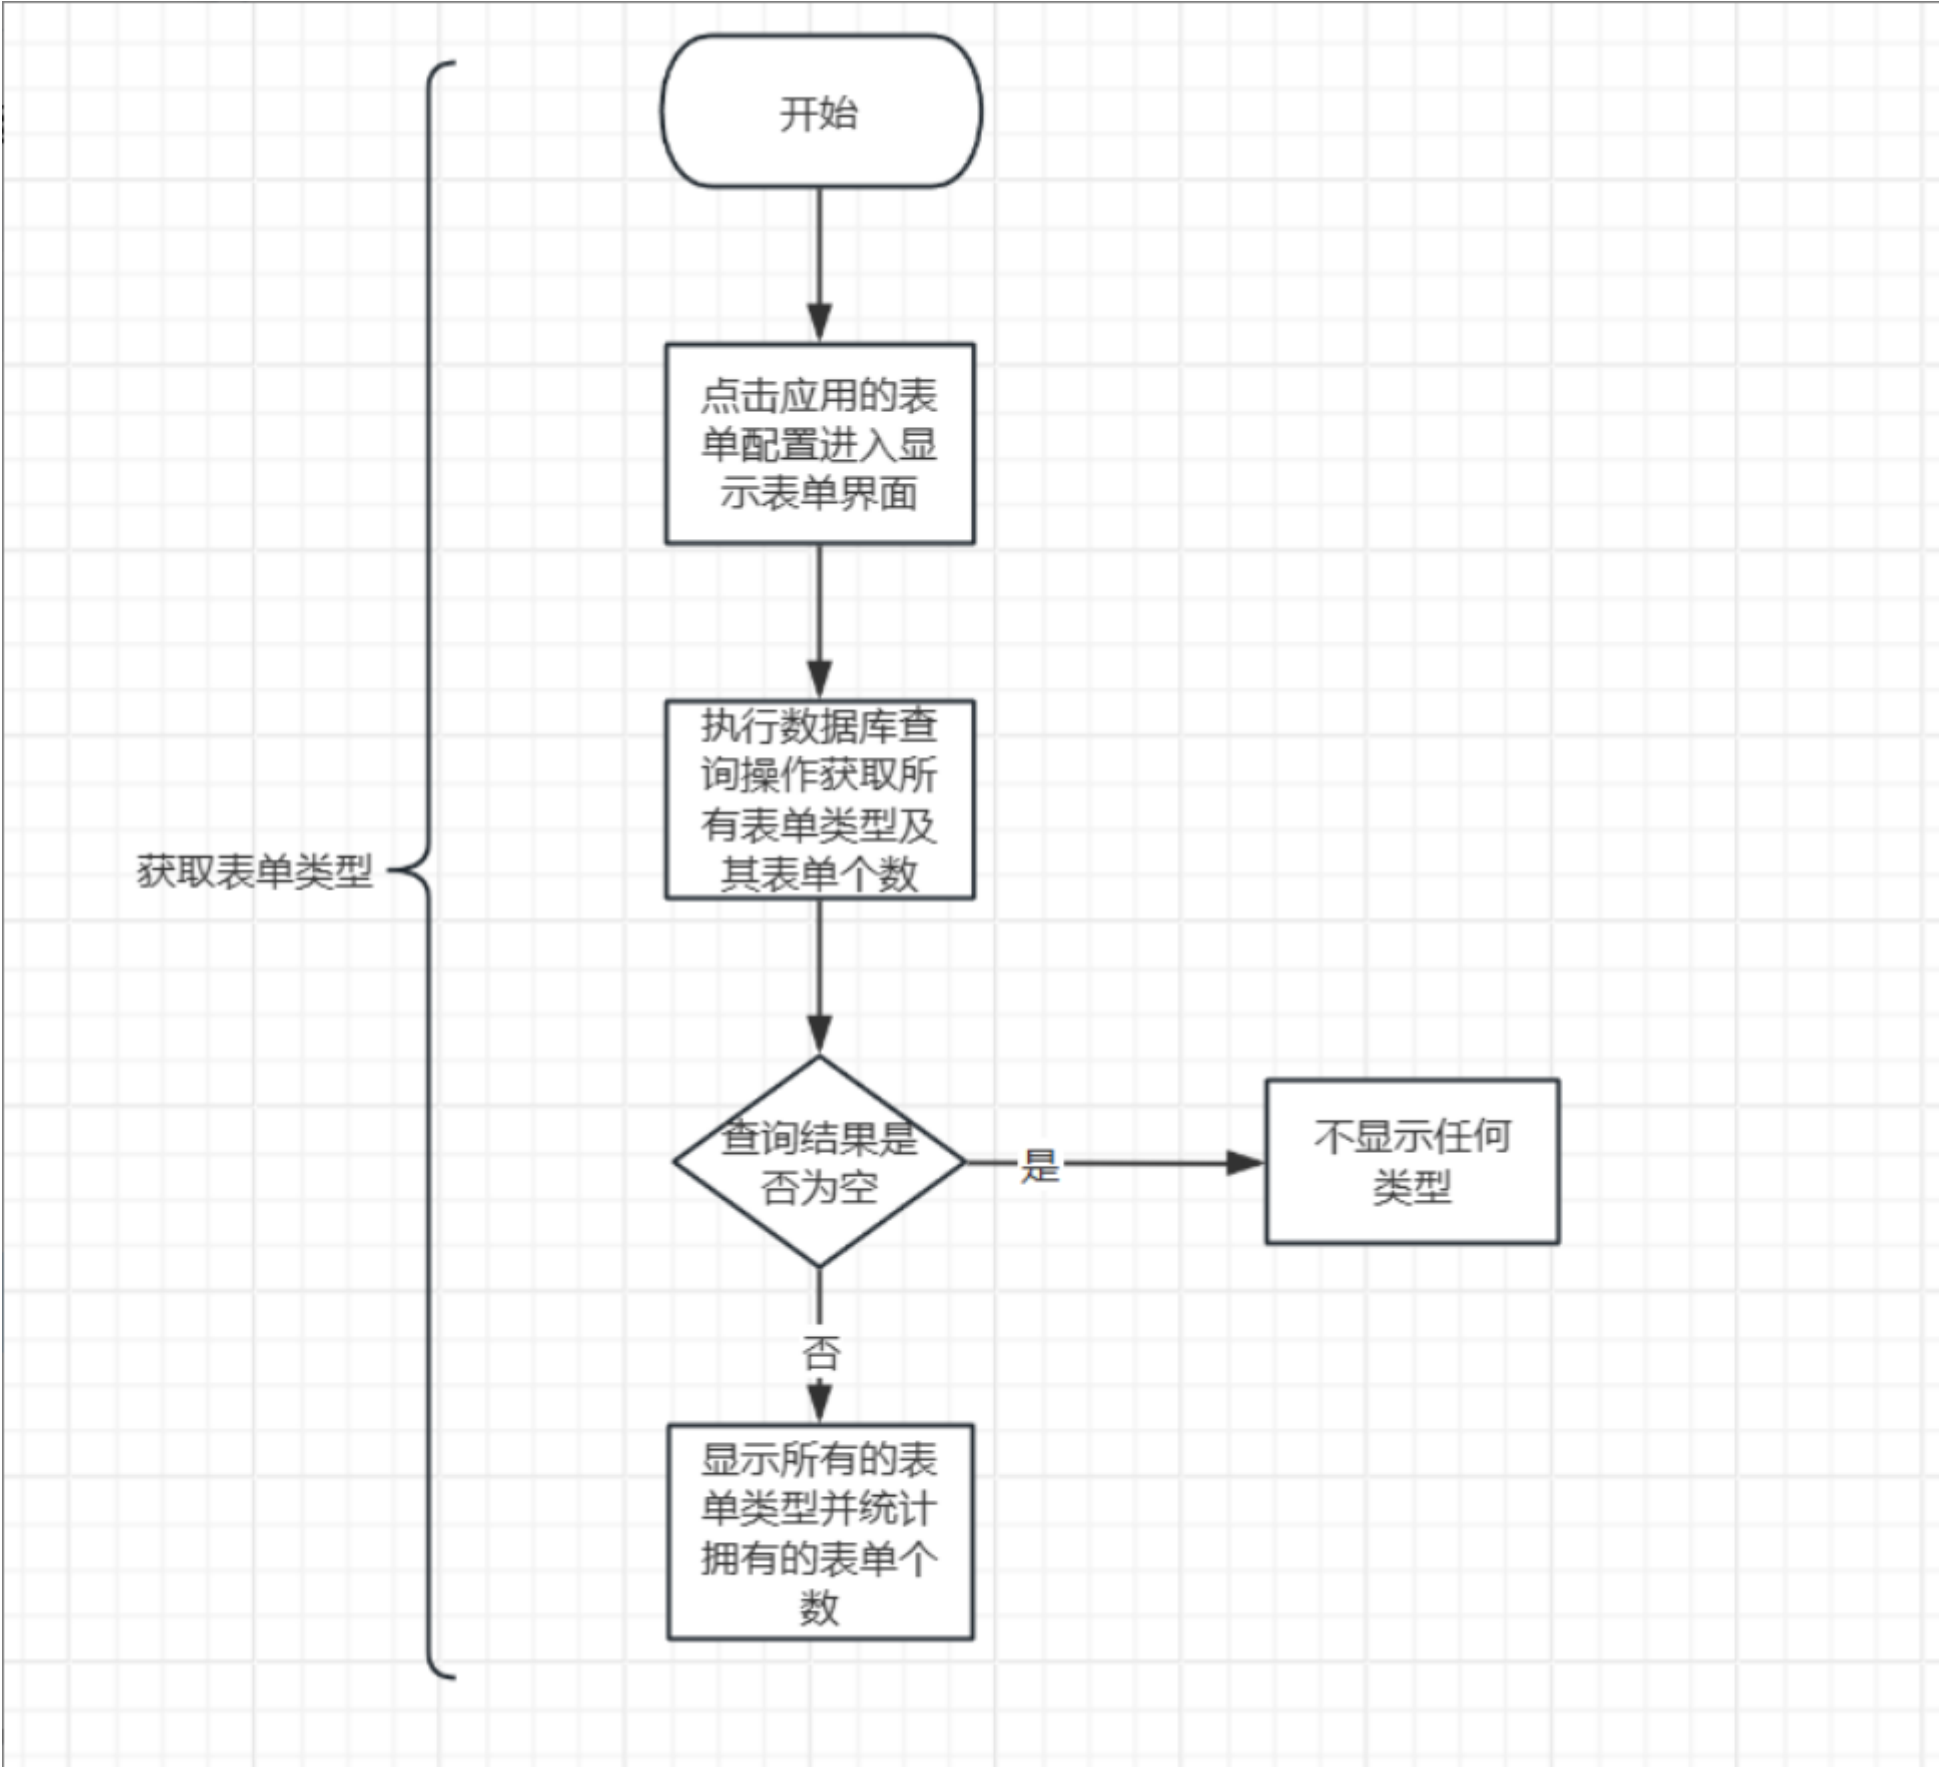 开始
点击应用的表
单配置进入显
示表单界面
执行数据库查
询操作获取所
有表单类型及
其表单个数
获取表单类型
查询结果是
否为空
是
不显示任何
类型
否
显示所有的表
单类型并统计
拥有的表单个
数